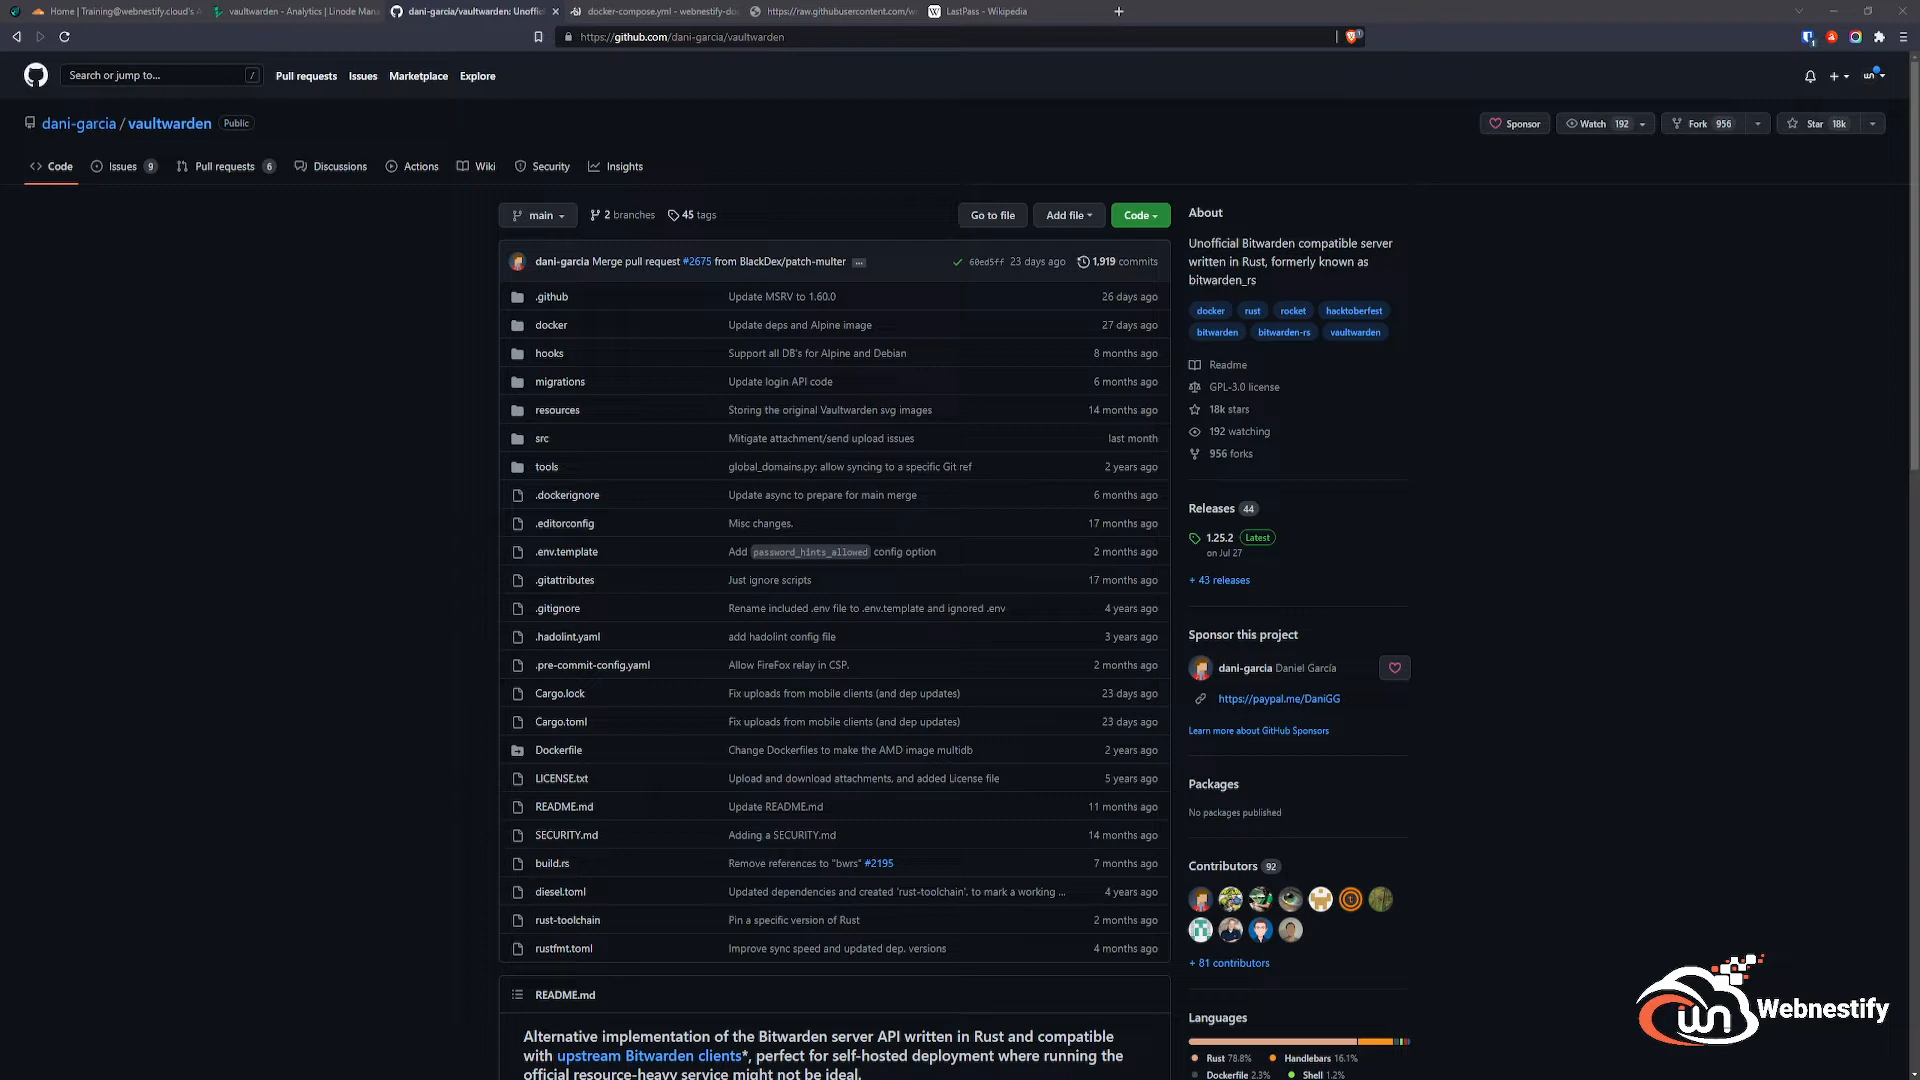 Home | Training@webnestify.cloud's A
vaultwarden - Analytics | Linode Mana
dani-garcia/vaultwarden: Unoffic
docker-compose.yml - webnestify-do
https://raw.githubusercontent.com/w
LastPass - Wikipedia
https://github.com/dani-garcia/vaultwarden
Search or jump to...
/
Pull requests
Issues
Marketplace
Explore
dani-garcia / vaultwarden
Public
Sponsor
Watch 192
Fork 956
Star 18k
Code
Issues 9
Pull requests 6
Discussions
Actions
Wiki
Security
Insights
main
2 branches
45 tags
Go to file
Add file
Code
dani-garcia Merge pull request #2675 from BlackDex/patch-multer ...
60ed5ff 23 days ago
1,919 commits
.github Update MSRV to 1.60.0 26 days ago
docker Update deps and Alpine image 27 days ago
hooks Support all DB's for Alpine and Debian 8 months ago
migrations Update login API code 6 months ago
resources Storing the original Vaultwarden svg images 14 months ago
src Mitigate attachment/send upload issues last month
tools global_domains.py: allow syncing to a specific Git ref 2 years ago
.dockerignore Update async to prepare for main merge 6 months ago
.editorconfig Misc changes. 17 months ago
.env.template Add password_hints_allowed config option 2 months ago
.gitattributes Just ignore scripts 17 months ago
.gitignore Rename included .env file to .env.template and ignored .env 4 years ago
.hadolint.yaml add hadolint config file 3 years ago
.pre-commit-config.yaml Allow FireFox relay in CSP. 2 months ago
Cargo.lock Fix uploads from mobile clients (and dep updates) 23 days ago
Cargo.toml Fix uploads from mobile clients (and dep updates) 23 days ago
Dockerfile Change Dockerfiles to make the AMD image multidb 2 years ago
LICENSE.txt Upload and download attachments, and added License file 5 years ago
README.md Update README.md 11 months ago
SECURITY.md Adding a SECURITY.md 14 months ago
build.rs Remove references to "bwrs" #2195 7 months ago
diesel.toml Updated dependencies and created 'rust-toolchain', to mark a working ... 4 years ago
rust-toolchain Pin a specific version of Rust 2 months ago
rustfmt.toml Improve sync speed and updated dep. versions 4 months ago
README.md
Alternative implementation of the Bitwarden server API written in Rust and compatible
with upstream Bitwarden clients*, perfect for self-hosted deployment where running the
official resource-heavy service might not be ideal.
About
Unofficial Bitwarden compatible server
written in Rust, formerly known as
bitwarden_rs
docker rust rocket hacktoberfest
bitwarden bitwarden-rs vaultwarden
Readme
GPL-3.0 license
18k stars
192 watching
956 forks
Releases 44
1.25.2 Latest
on Jul 27
+ 43 releases
Sponsor this project
dani-garcia Daniel García
https://paypal.me/DaniGG
Learn more about GitHub Sponsors
Packages
No packages published
Contributors 92
+ 81 contributors
Languages
Rust 78.8% Handlebars 16.1%
Dockerfile 2.3% Shell 1.2%
wn Webnestify